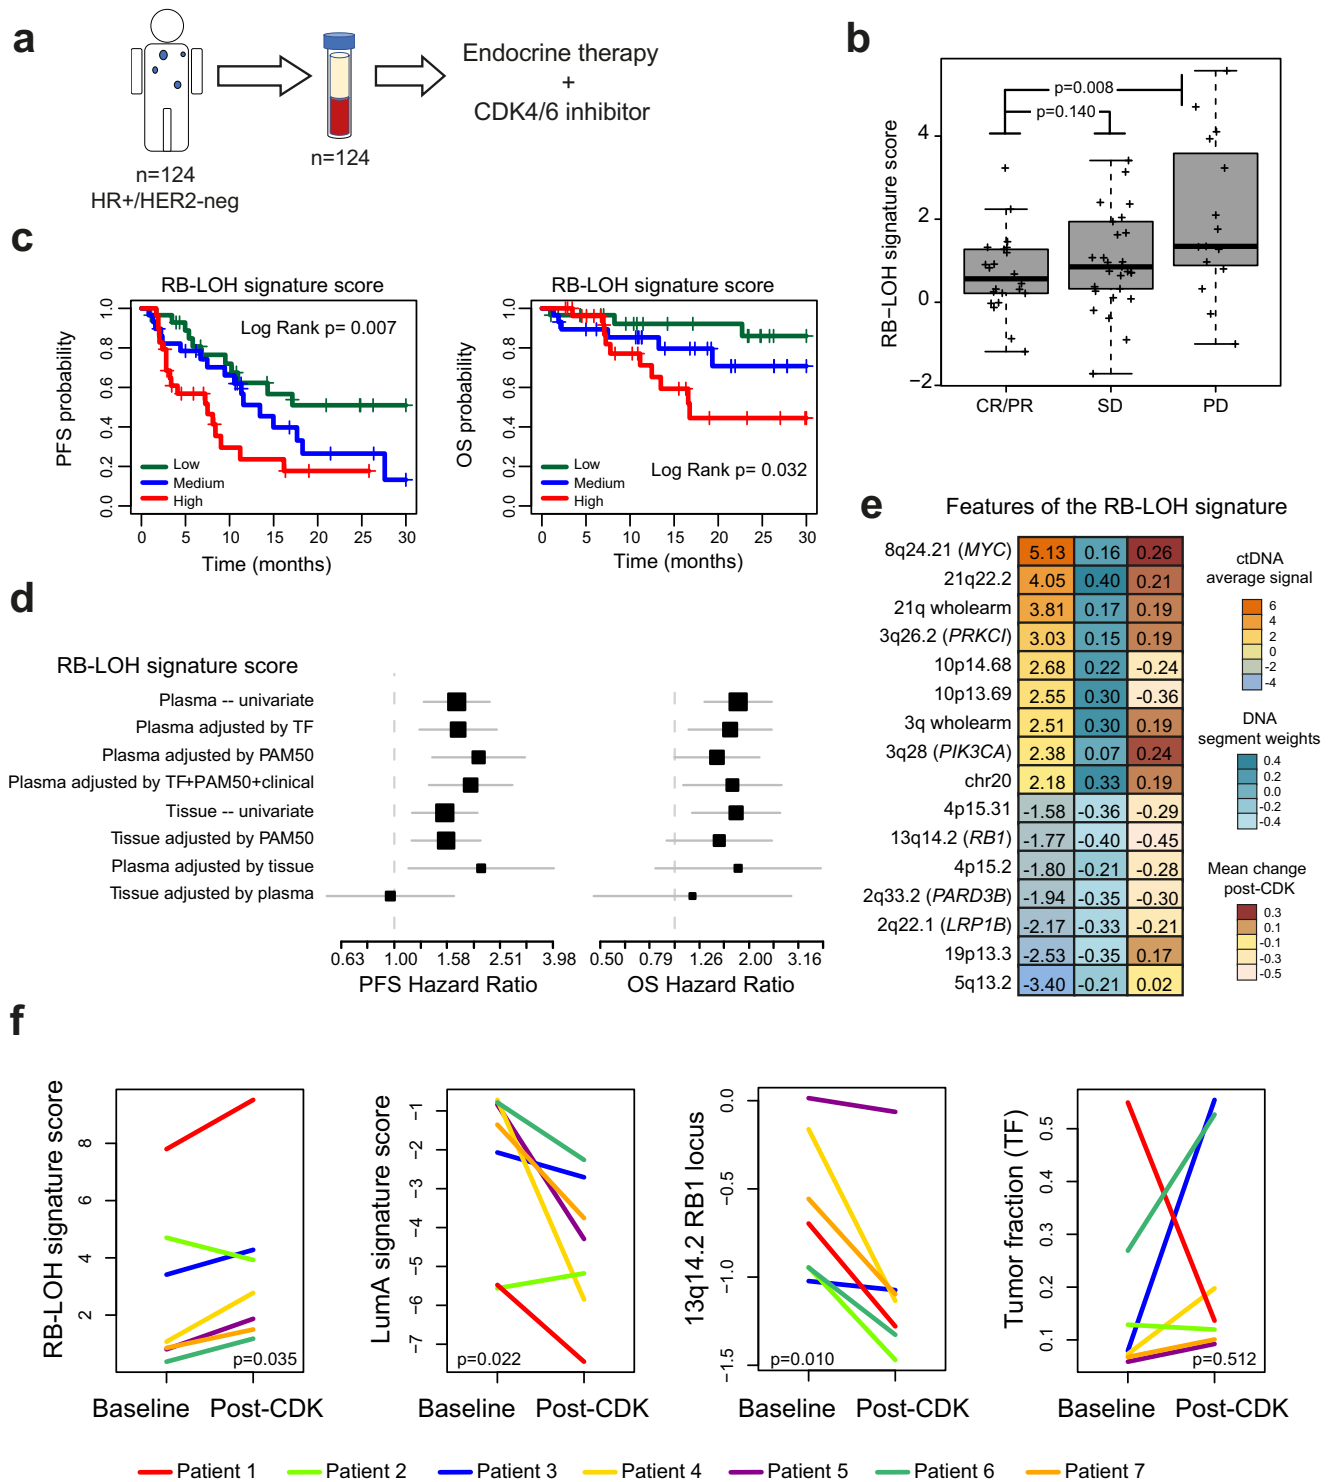 a
n=124
HR+/HER2-neg
n=124
Endocrine therapy
+
CDK4/6 inhibitor
b
RB−LOH signature score
4
2
0
−2
p=0.008
p=0.140
CR/PR
SD
PD
c
RB-LOH signature score
PFS probability
1.0
0.8
0.6
0.4
0.2
0.0
Log Rank p= 0.007
Low
Medium
High
0 5 10 15 20 25 30
Time (months)
RB-LOH signature score
OS probability
1.0
0.8
0.6
0.4
0.2
0.0
Log Rank p= 0.032
Low
Medium
High
0 5 10 15 20 25 30
Time (months)
d
RB-LOH signature score
Plasma -- univariate
Plasma adjusted by TF
Plasma adjusted by PAM50
Plasma adjusted by TF+PAM50+clinical
Tissue -- univariate
Tissue adjusted by PAM50
Plasma adjusted by tissue
Tissue adjusted by plasma
0.63 1.00 1.58 2.51 3.98
PFS Hazard Ratio
0.50 0.79 1.26 2.00 3.16
OS Hazard Ratio
e
Features of the RB-LOH signature
8q24.21 (MYC) 5.13 0.16 0.26
21q22.2 4.05 0.40 0.21
21q wholearm 3.81 0.17 0.19
3q26.2 (PRKCI) 3.03 0.15 0.19
10p14.68 2.68 0.22 -0.24
10p13.69 2.55 0.30 -0.36
3q wholearm 2.51 0.30 0.19
3q28 (PIK3CA) 2.38 0.07 0.24
chr20 2.18 0.33 0.19
4p15.31 -1.58 -0.36 -0.29
13q14.2 (RB1) -1.77 -0.40 -0.45
4p15.2 -1.80 -0.21 -0.28
2q33.2 (PARD3B) -1.94 -0.35 -0.30
2q22.1 (LRP1B) -2.17 -0.33 -0.21
19p13.3 -2.53 -0.35 0.17
5q13.2 -3.40 -0.21 0.02
ctDNA
average signal
6
4
2
0
-2
-4
DNA
segment weights
0.4
0.2
0.0
-0.2
-0.4
Mean change
post-CDK
0.3
0.1
-0.1
-0.3
-0.5
f
RB-LOH signature score
8
6
4
2
p=0.035
Baseline Post-CDK
LumA signature score
−1
−2
−3
−4
−5
−6
−7
p=0.022
Baseline Post-CDK
13q14.2 RB1 locus
0.0
−0.5
−1.0
−1.5
p=0.010
Baseline Post-CDK
Tumor fraction (TF)
0.5
0.4
0.3
0.2
0.1
p=0.512
Baseline Post-CDK
Patient 1 Patient 2 Patient 3 Patient 4 Patient 5 Patient 6 Patient 7